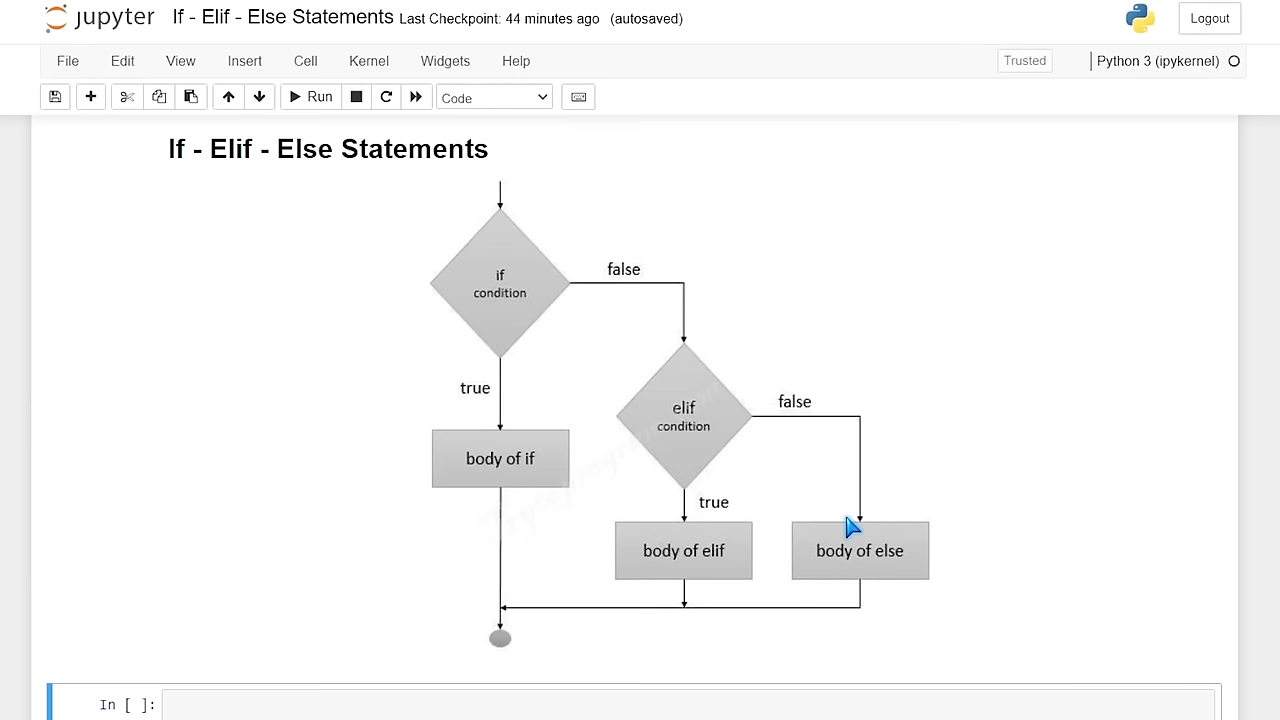 jupyter If - Elif - Else Statements Last Checkpoint: 44 minutes ago (autosaved) Logout
File Edit View Insert Cell Kernel Widgets Help Trusted Python 3 (ipykernel)
Run Code
If - Elif - Else Statements
if
condition
false
true
elif
condition
false
body of if
true
body of elif
body of else
In [ ]: